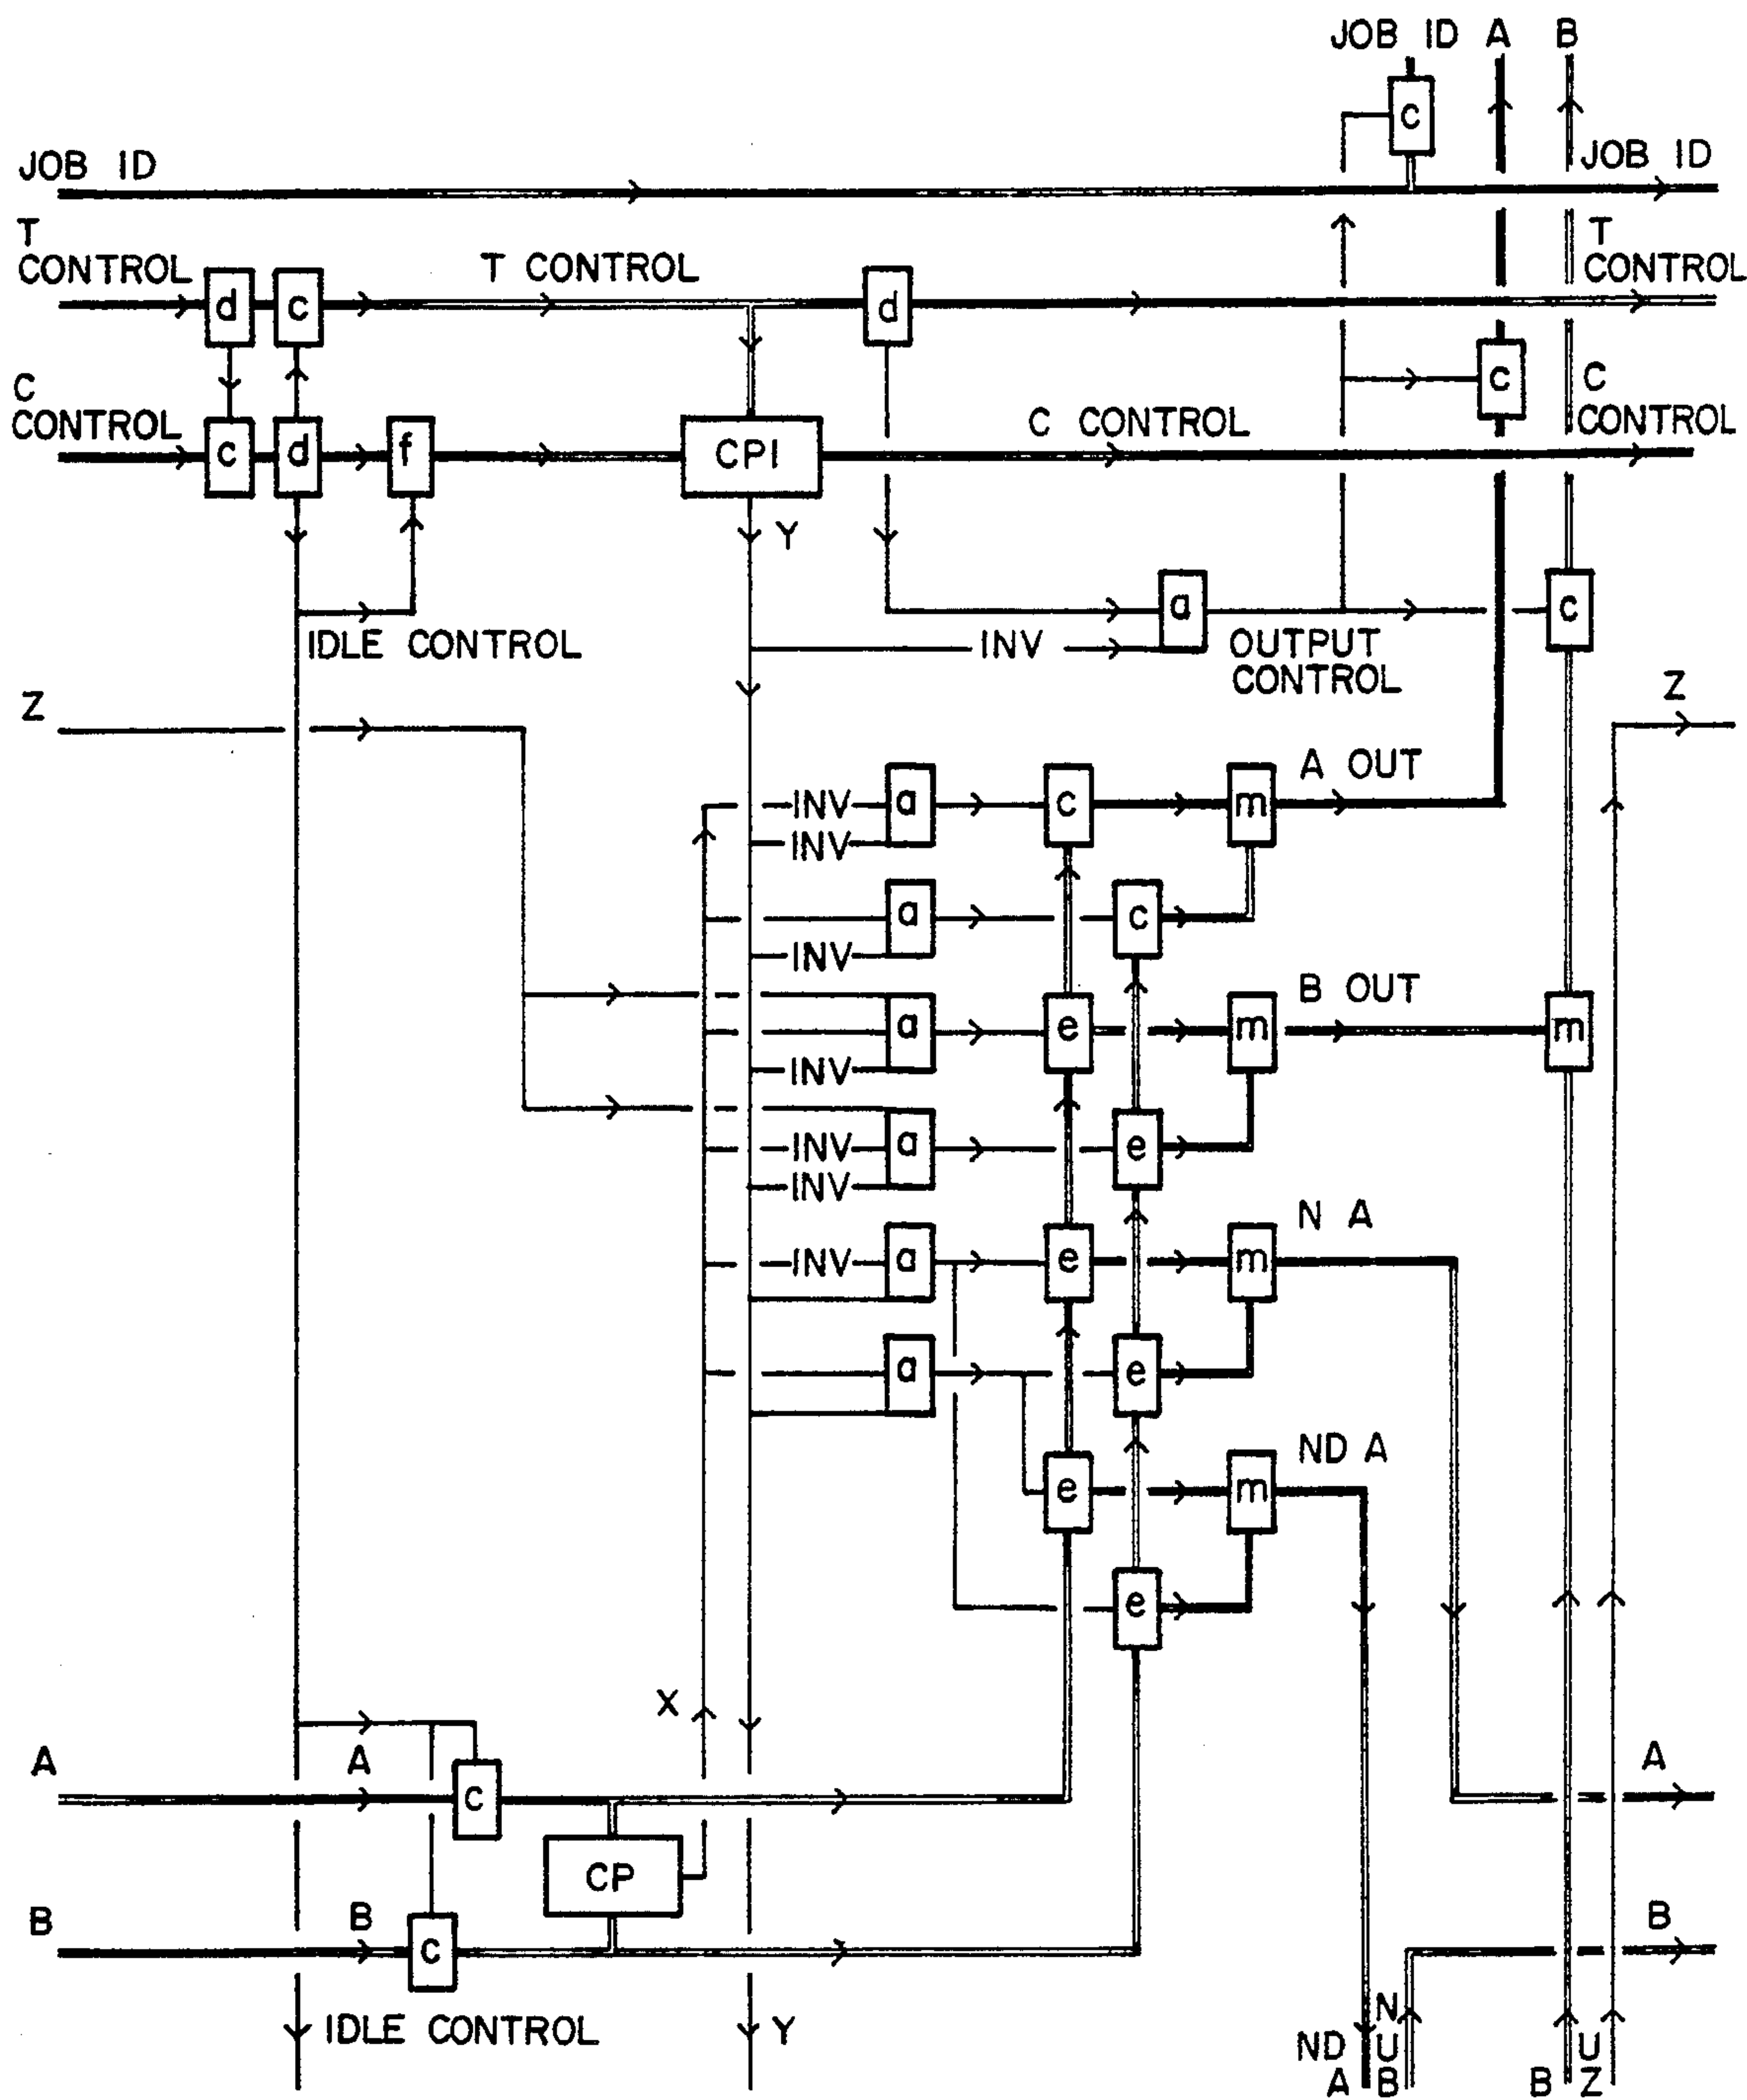 JOB ID A B
JOB ID
JOB ID
c
T
CONTROL
T CONTROL
T
CONTROL
d
c
d
c
C
CONTROL
C CONTROL
C
CONTROL
c
d
f
CPI
Y
a
c
IDLE CONTROL
INV
OUTPUT
CONTROL
Z
Z
INV
a
c
m
A OUT
INV
a
c
INV
a
e
m
B OUT
m
INV
INV
a
e
INV
INV
a
e
m
N A
a
e
e
m
ND A
e
X
A
A
c
A
CP
B
B
c
B
IDLE CONTROL
Y
ND
A
N
U
B
B
U
Z